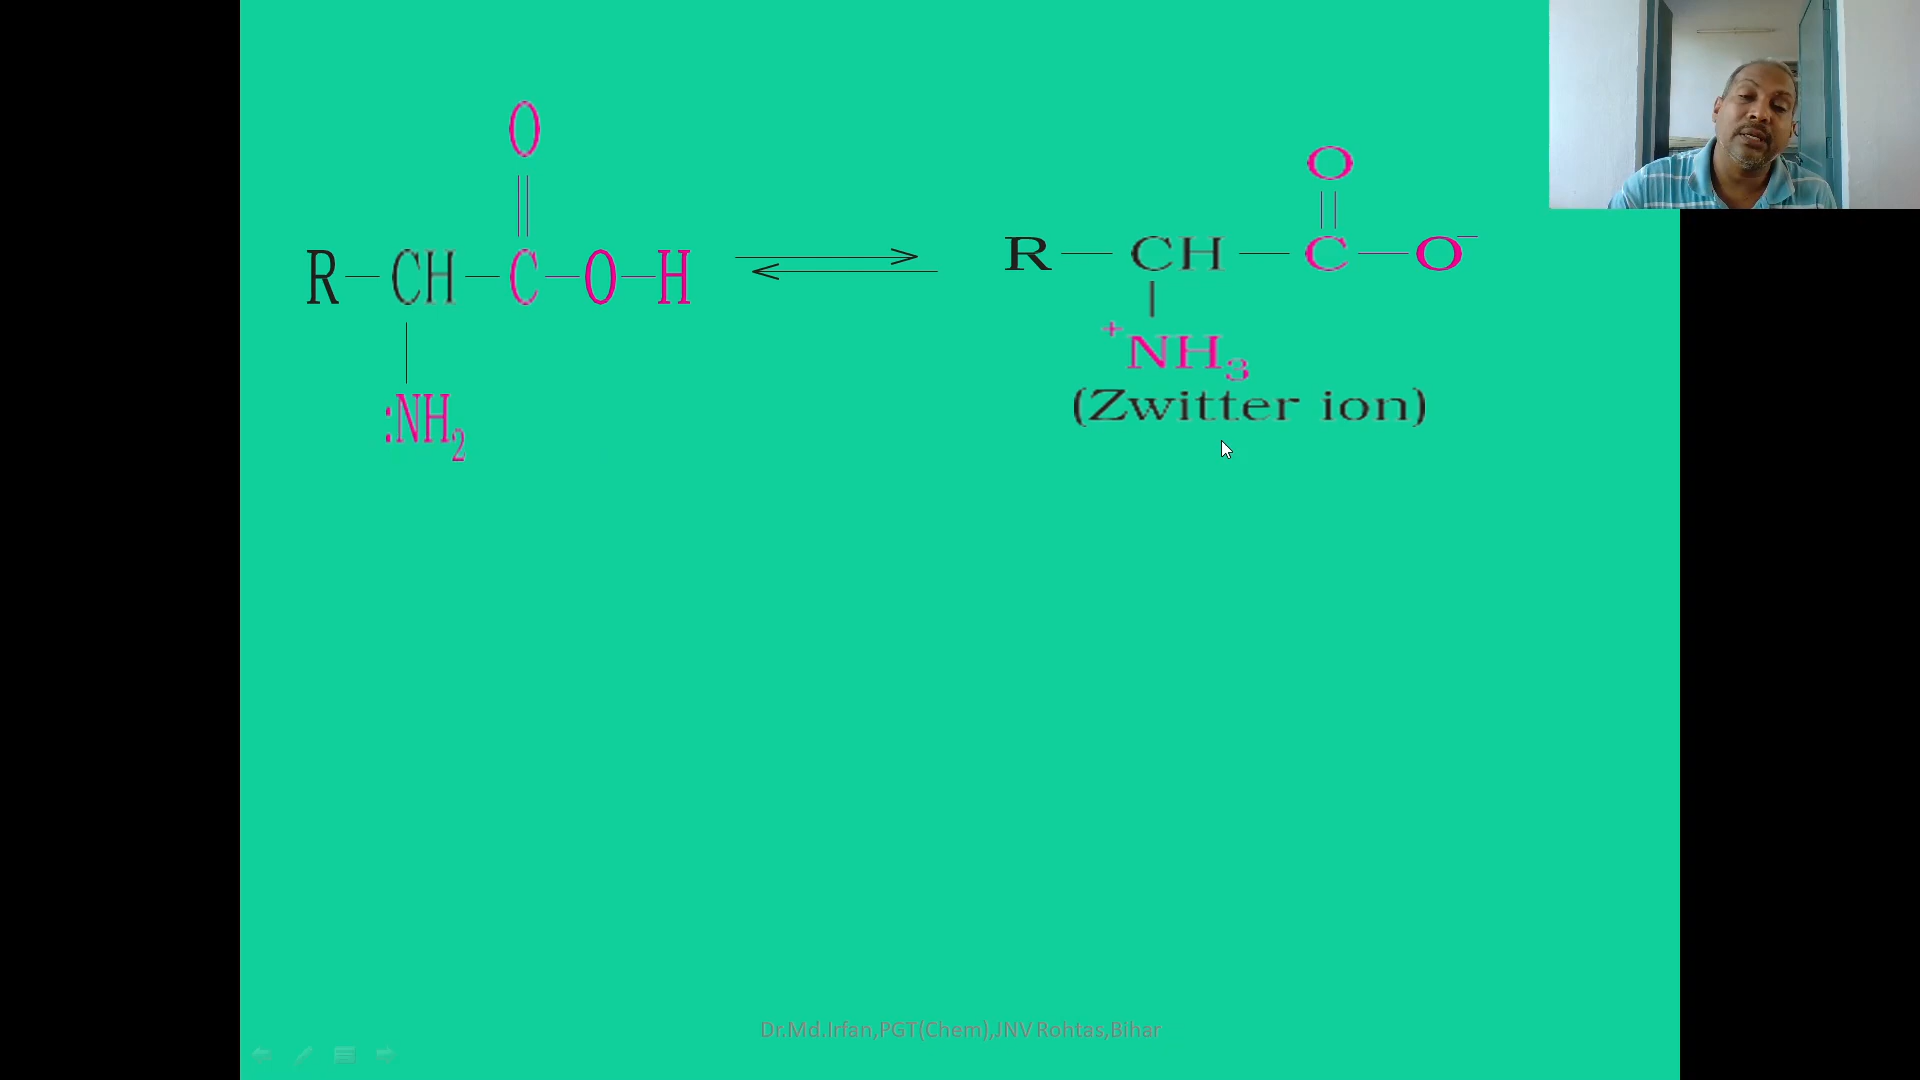 O
R — CH — C — O — H
:NH₂
O
R — CH — C — O⁻
⁺NH₃
(Zwitter ion)
Dr.Md.Irfan,PGT(Chem),JNV Rohtas,Bihar